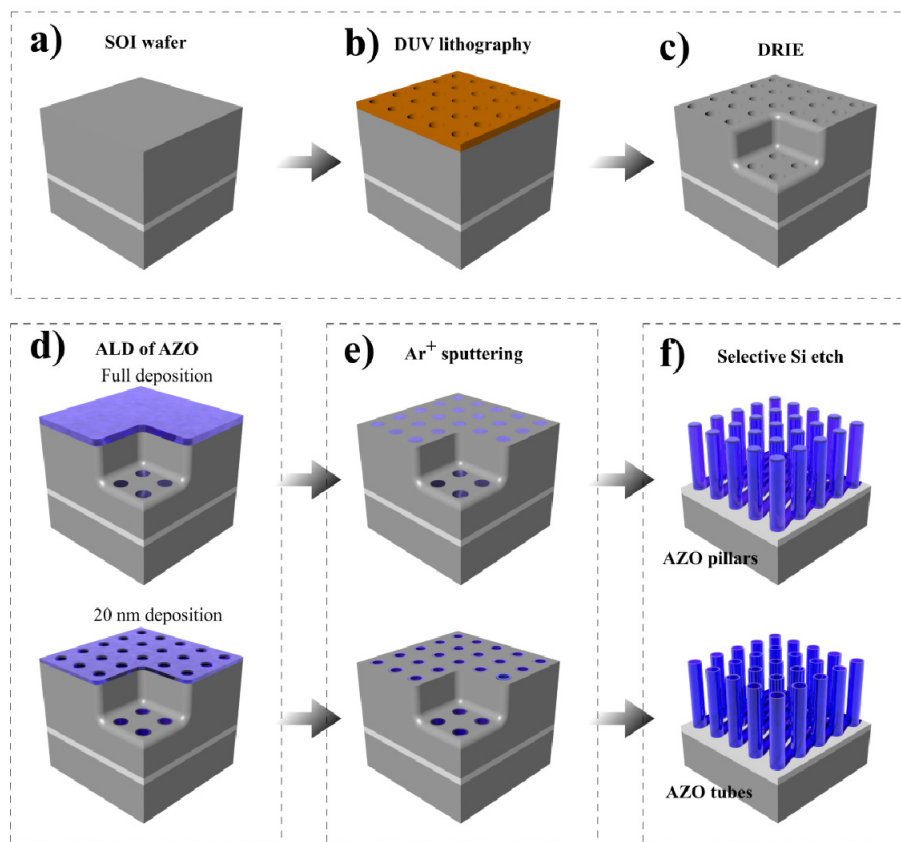 a) SOI wafer
b) DUV lithography
c) DRIE
d) ALD of AZO
Full deposition
20 nm deposition
e) Ar+ sputtering
f) Selective Si etch
AZO pillars
AZO tubes